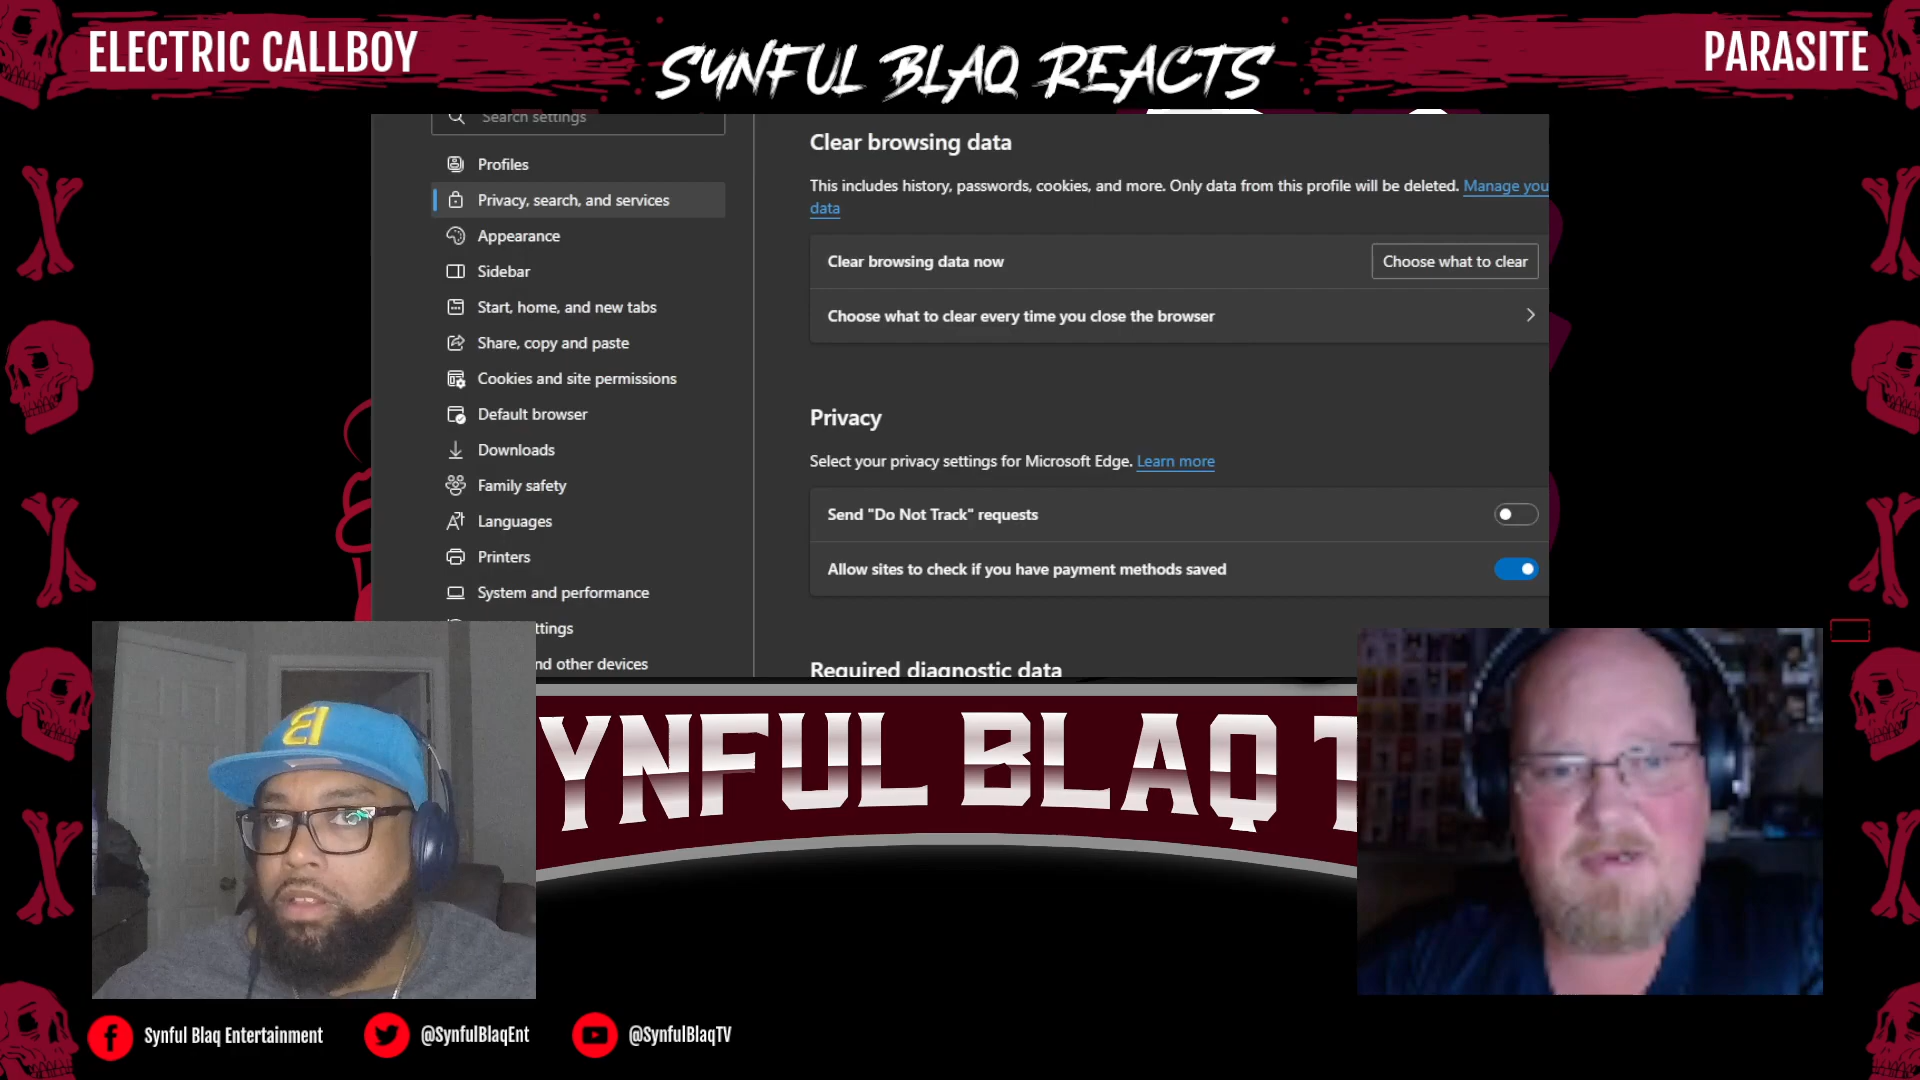 ELECTRIC CALLBOY
SYNFUL BLAQ REACTS
PARASITE
Search settings
Profiles
Privacy, search, and services
Appearance
Sidebar
Start, home, and new tabs
Share, copy and paste
Cookies and site permissions
Default browser
Downloads
Family safety
Languages
Printers
System and performance
ttings
nd other devices
Clear browsing data
This includes history, passwords, cookies, and more. Only data from this profile will be deleted. Manage you
data
Clear browsing data now
Choose what to clear
Choose what to clear every time you close the browser
Privacy
Select your privacy settings for Microsoft Edge. Learn more
Send "Do Not Track" requests
Allow sites to check if you have payment methods saved
Required diagnostic data
YNFUL BLAQ T
Synful Blaq Entertainment
@SynfulBlaqEnt
@SynfulBlaqTV